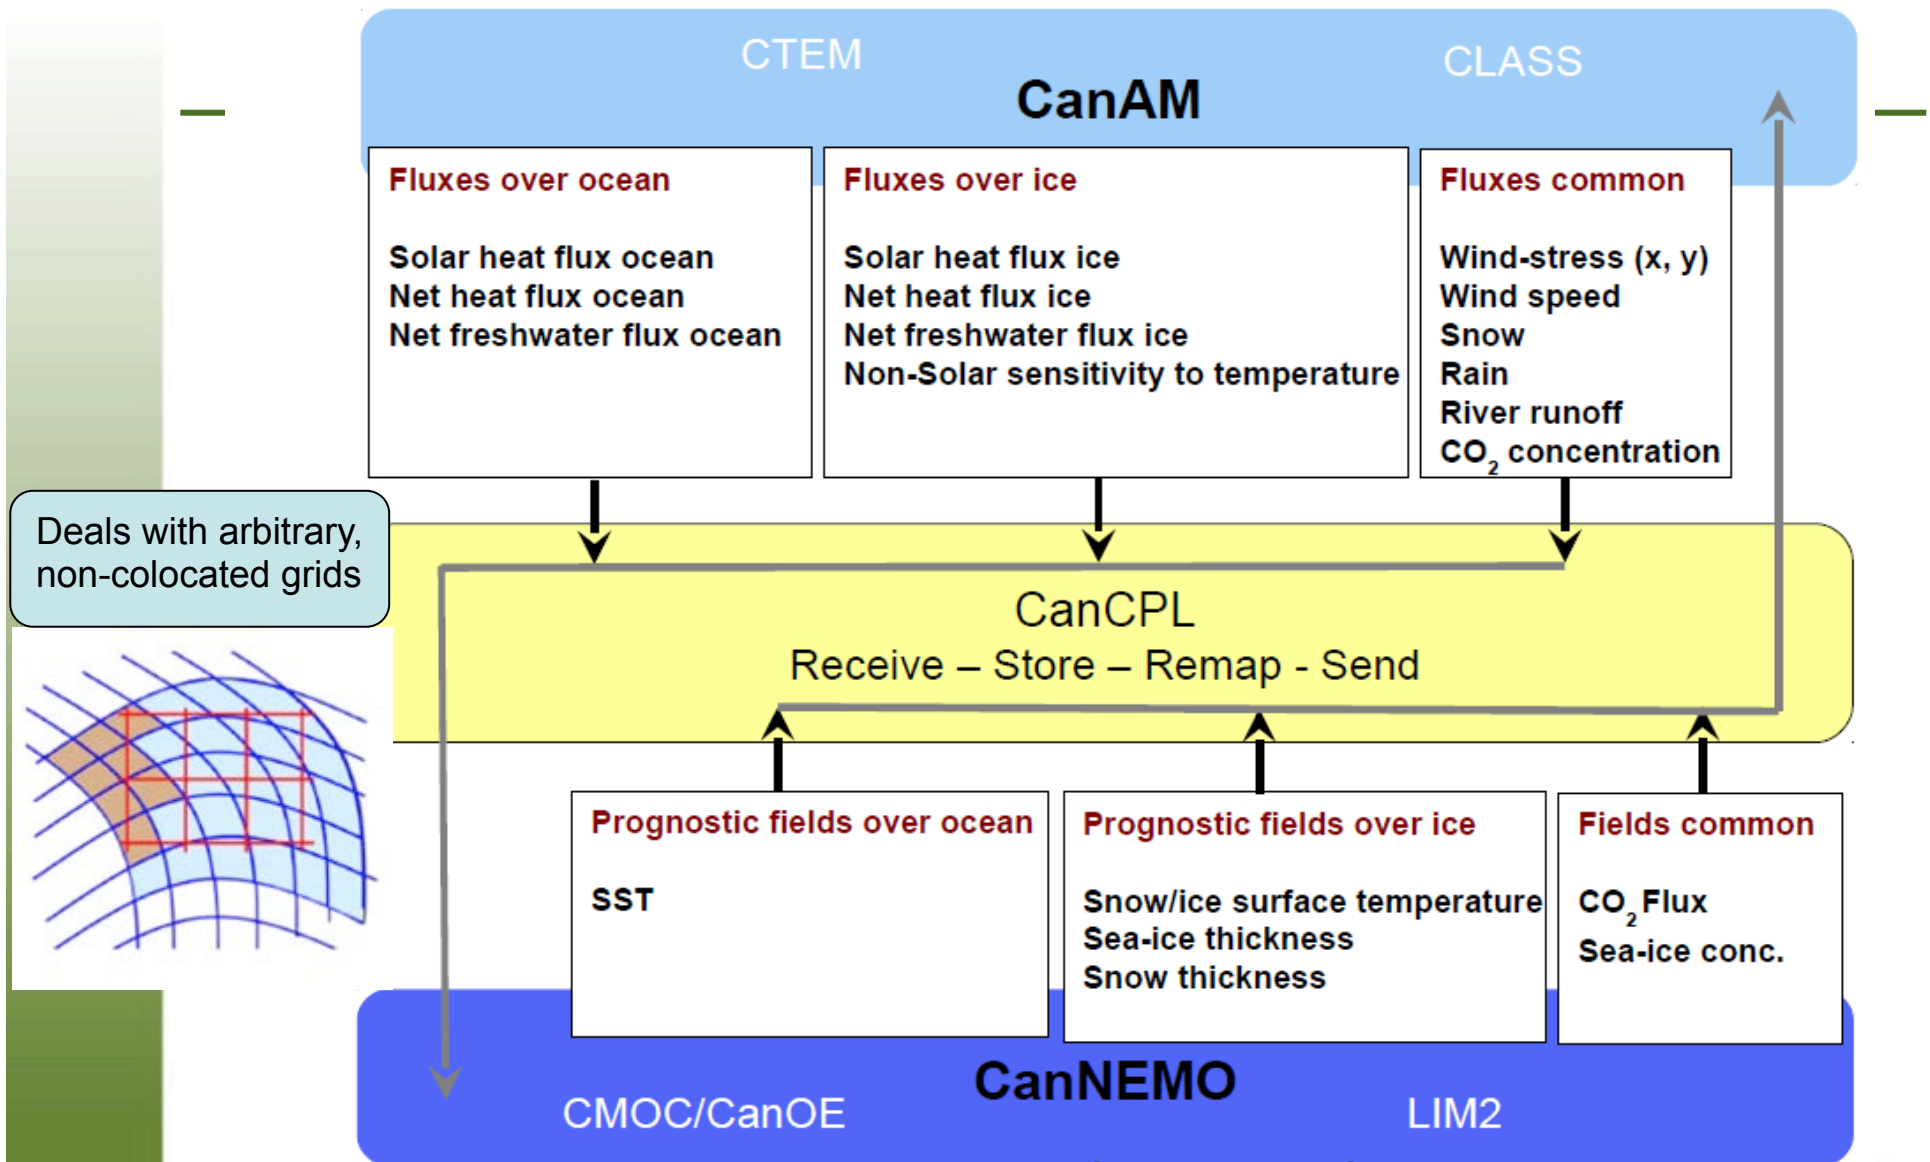 CTEM
CLASS
CanAM
Fluxes over ocean
Solar heat flux ocean
Net heat flux ocean
Net freshwater flux ocean
Fluxes over ice
Solar heat flux ice
Net heat flux ice
Net freshwater flux ice
Non-Solar sensitivity to temperature
Fluxes common
Wind-stress (x, y)
Wind speed
Snow
Rain
River runoff
CO₂ concentration
Deals with arbitrary,
non-colocated grids
CanCPL
Receive – Store – Remap - Send
Prognostic fields over ocean
SST
Prognostic fields over ice
Snow/ice surface temperature
Sea-ice thickness
Snow thickness
Fields common
CO₂ Flux
Sea-ice conc.
CanNEMO
CMOC/CanOE
LIM2